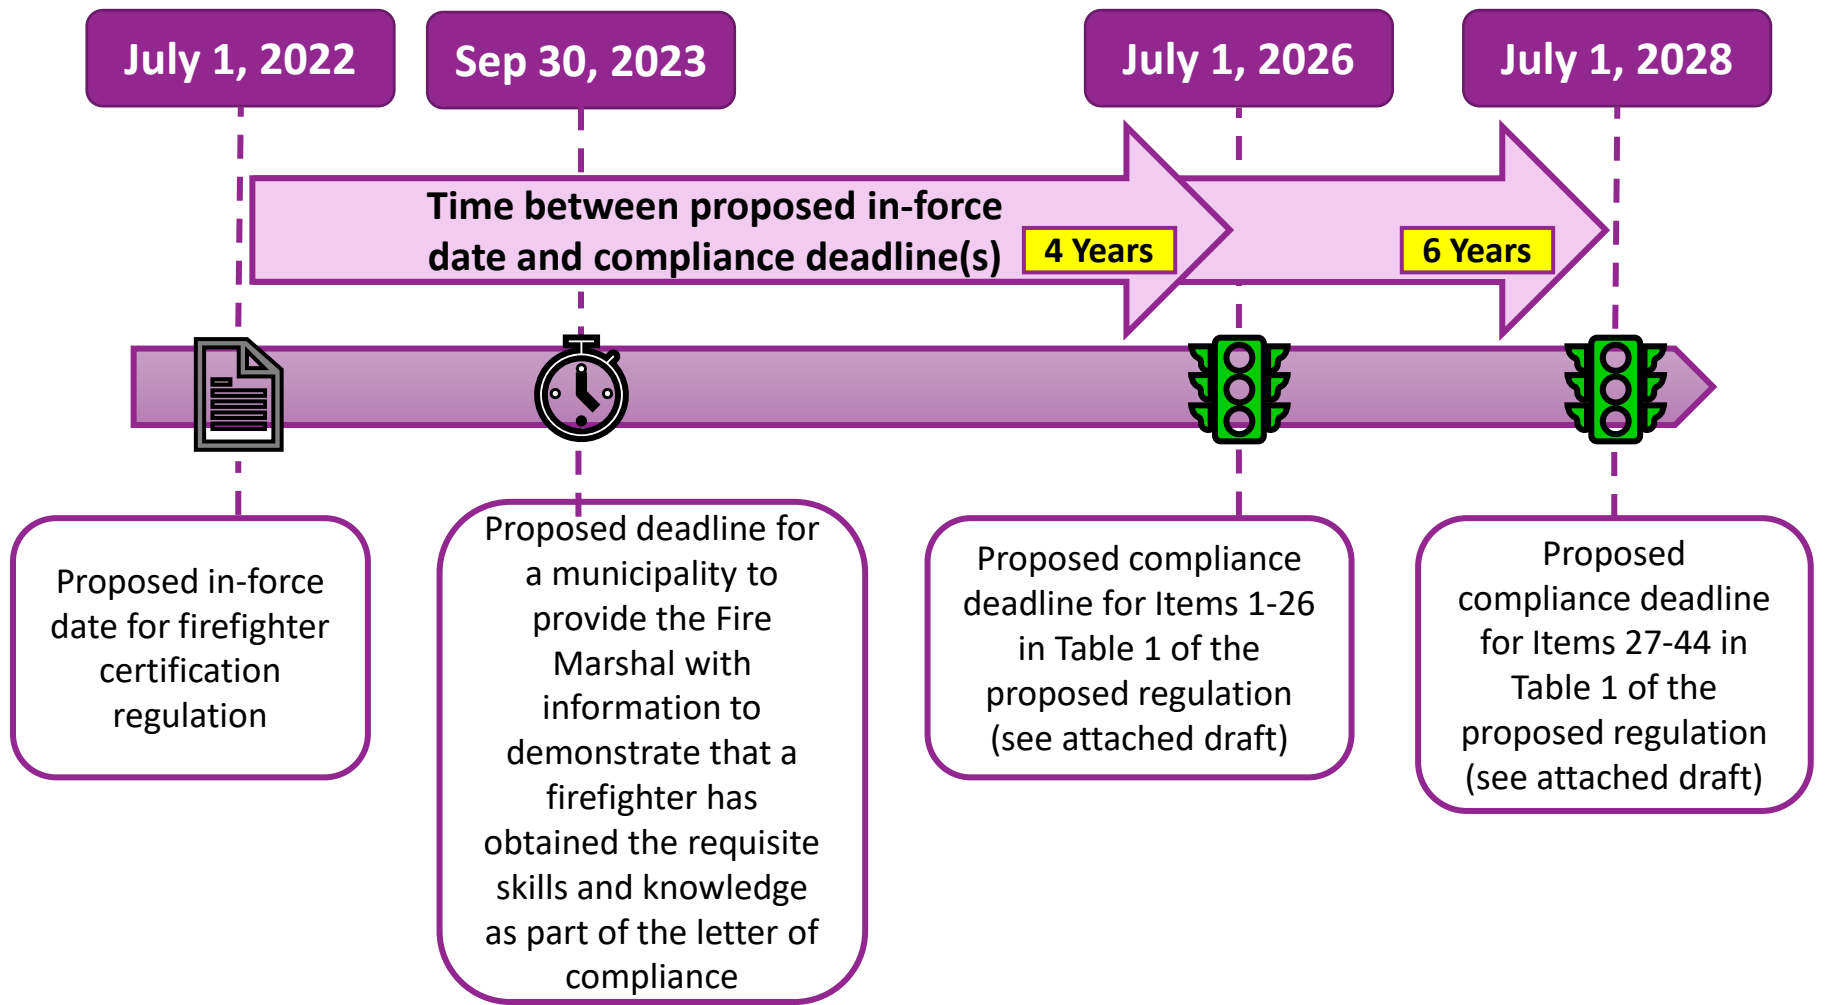 July 1, 2022
Sep 30, 2023
July 1, 2026
July 1, 2028
Time between proposed in-force
date and compliance deadline(s)
4 Years
6 Years
Proposed in-force
date for firefighter
certification
regulation
Proposed deadline for
a municipality to
provide the Fire
Marshal with
information to
demonstrate that a
firefighter has
obtained the requisite
skills and knowledge
as part of the letter of
compliance
Proposed compliance
deadline for Items 1-26
in Table 1 of the
proposed regulation
(see attached draft)
Proposed
compliance deadline
for Items 27-44 in
Table 1 of the
proposed regulation
(see attached draft)